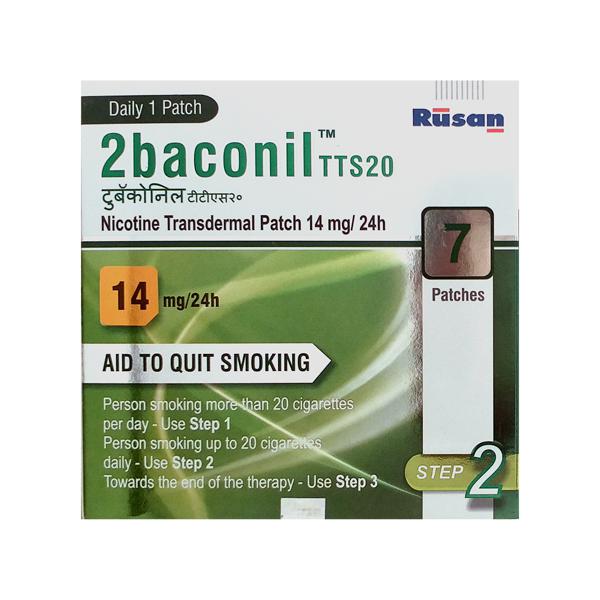 Daily 1 Patch
Rusan
2baconil™ TTS20
टुबॅकोनिल टीटीएस२०
Nicotine Transdermal Patch 14 mg/ 24h
7
Patches
14 mg/24h
AID TO QUIT SMOKING
Person smoking more than 20 cigarettes
per day - Use Step 1
Person smoking up to 20 cigarettes
daily - Use Step 2
Towards the end of the therapy - Use Step 3
STEP 2